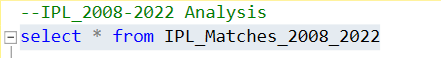 --IPL_2008-2022 Analysis
select * from IPL_Matches_2008_2022